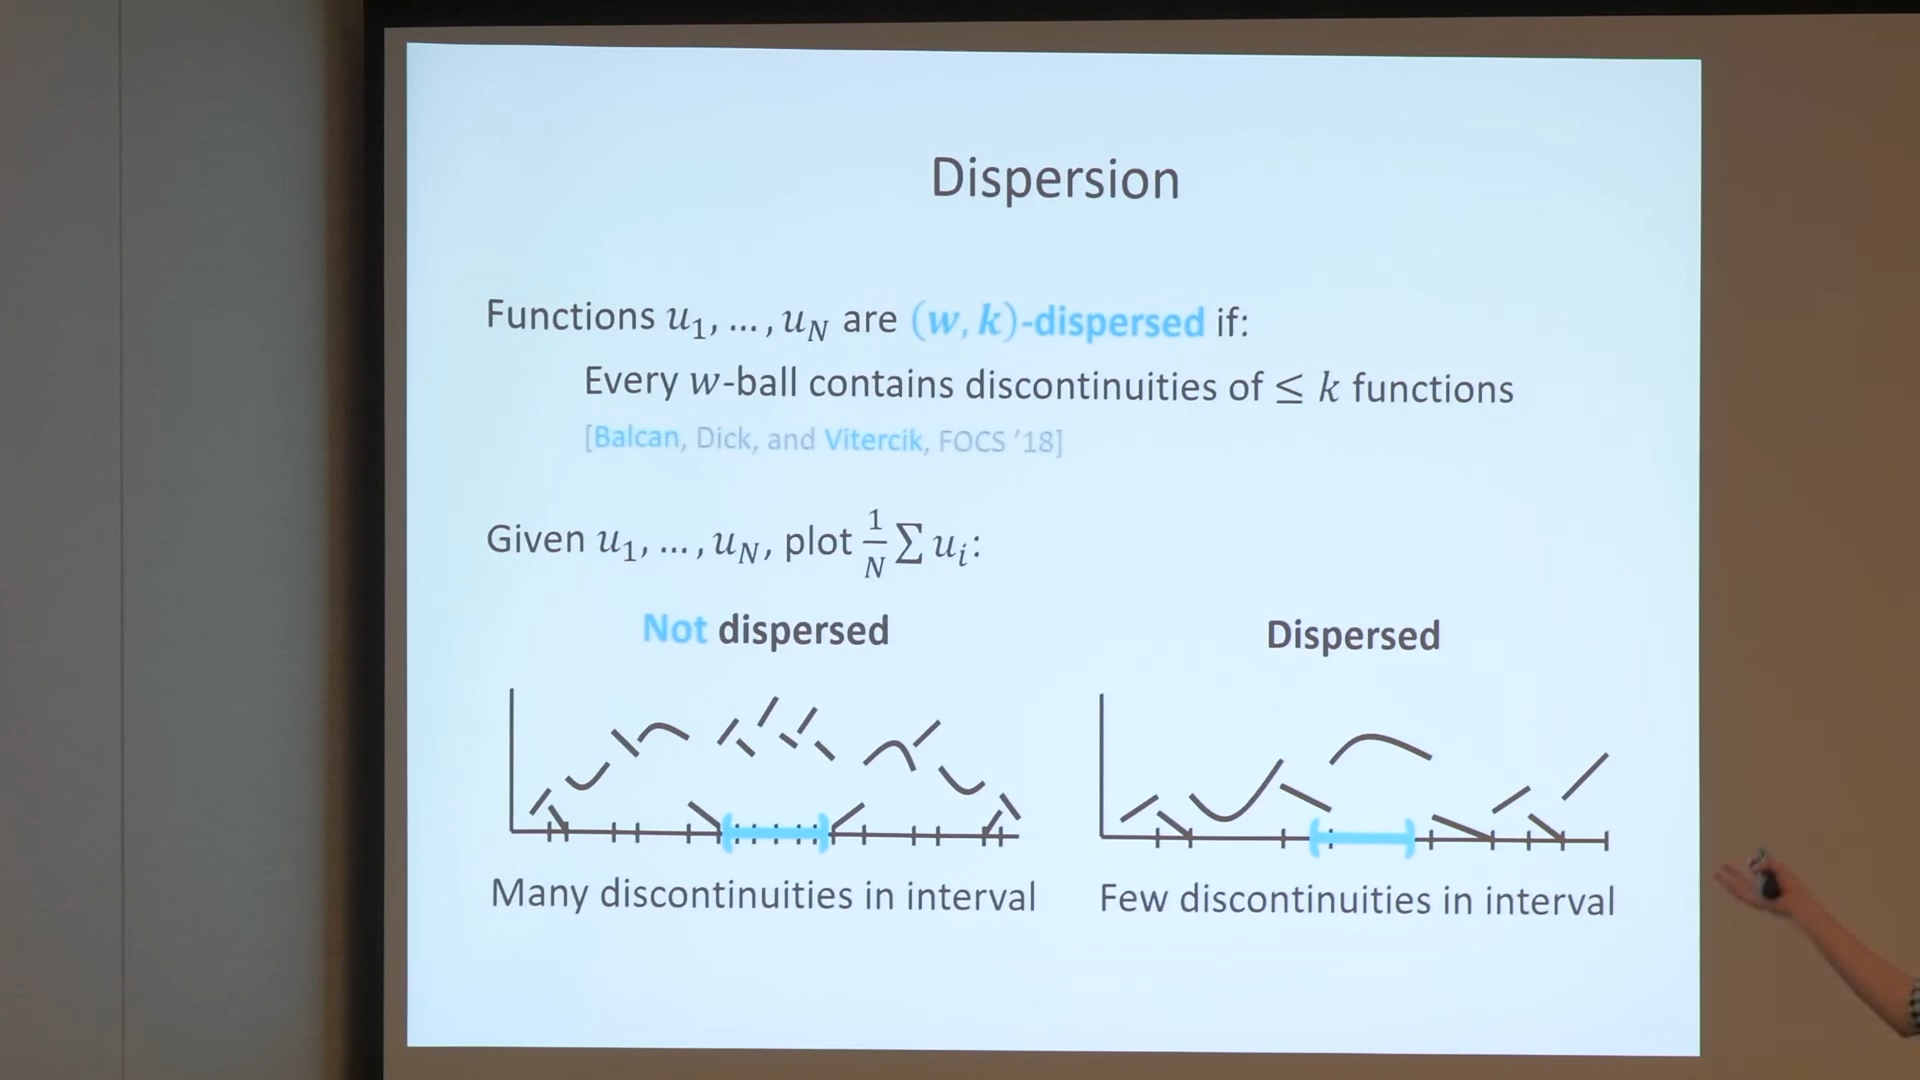 Dispersion
Functions u₁, …, u_N are (w, k)-dispersed if:
Every w-ball contains discontinuities of ≤ k functions
[Balcan, Dick, and Vitercik, FOCS '18]
Given u₁, …, u_N, plot 1/N ∑ uᵢ:
Not dispersed
Dispersed
Many discontinuities in interval
Few discontinuities in interval